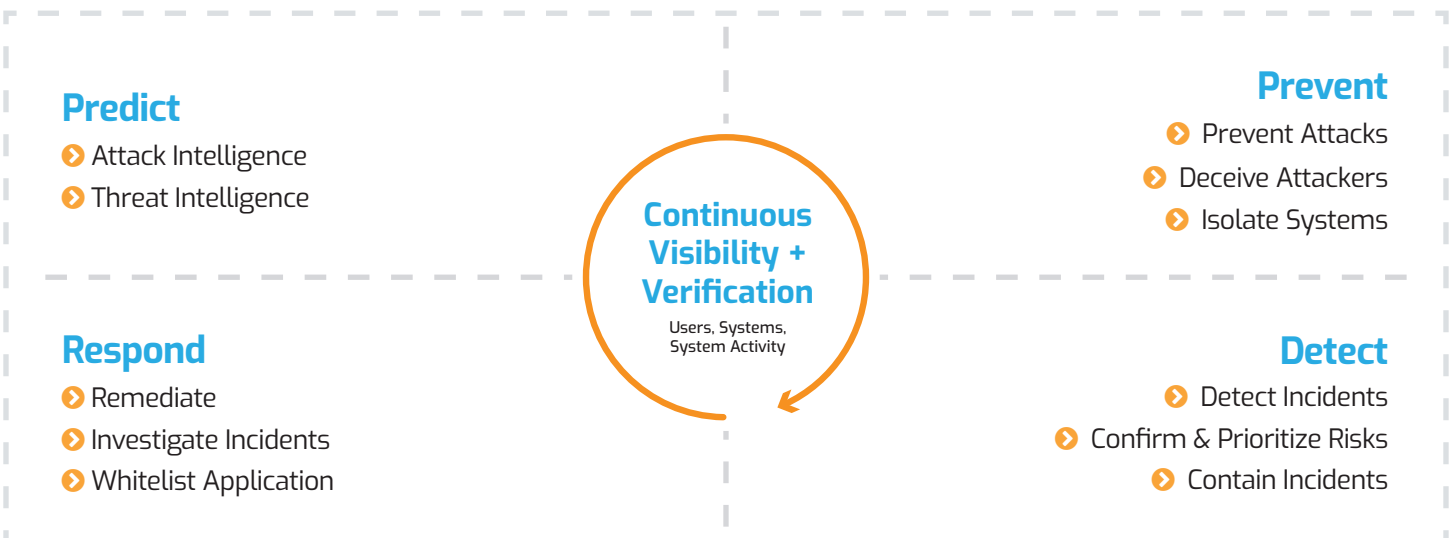 Predict
Attack Intelligence
Threat Intelligence
Prevent
Prevent Attacks
Deceive Attackers
Isolate Systems
Continuous
Visibility +
Verification
Users, Systems,
System Activity
Respond
Remediate
Investigate Incidents
Whitelist Application
Detect
Detect Incidents
Confirm & Prioritize Risks
Contain Incidents